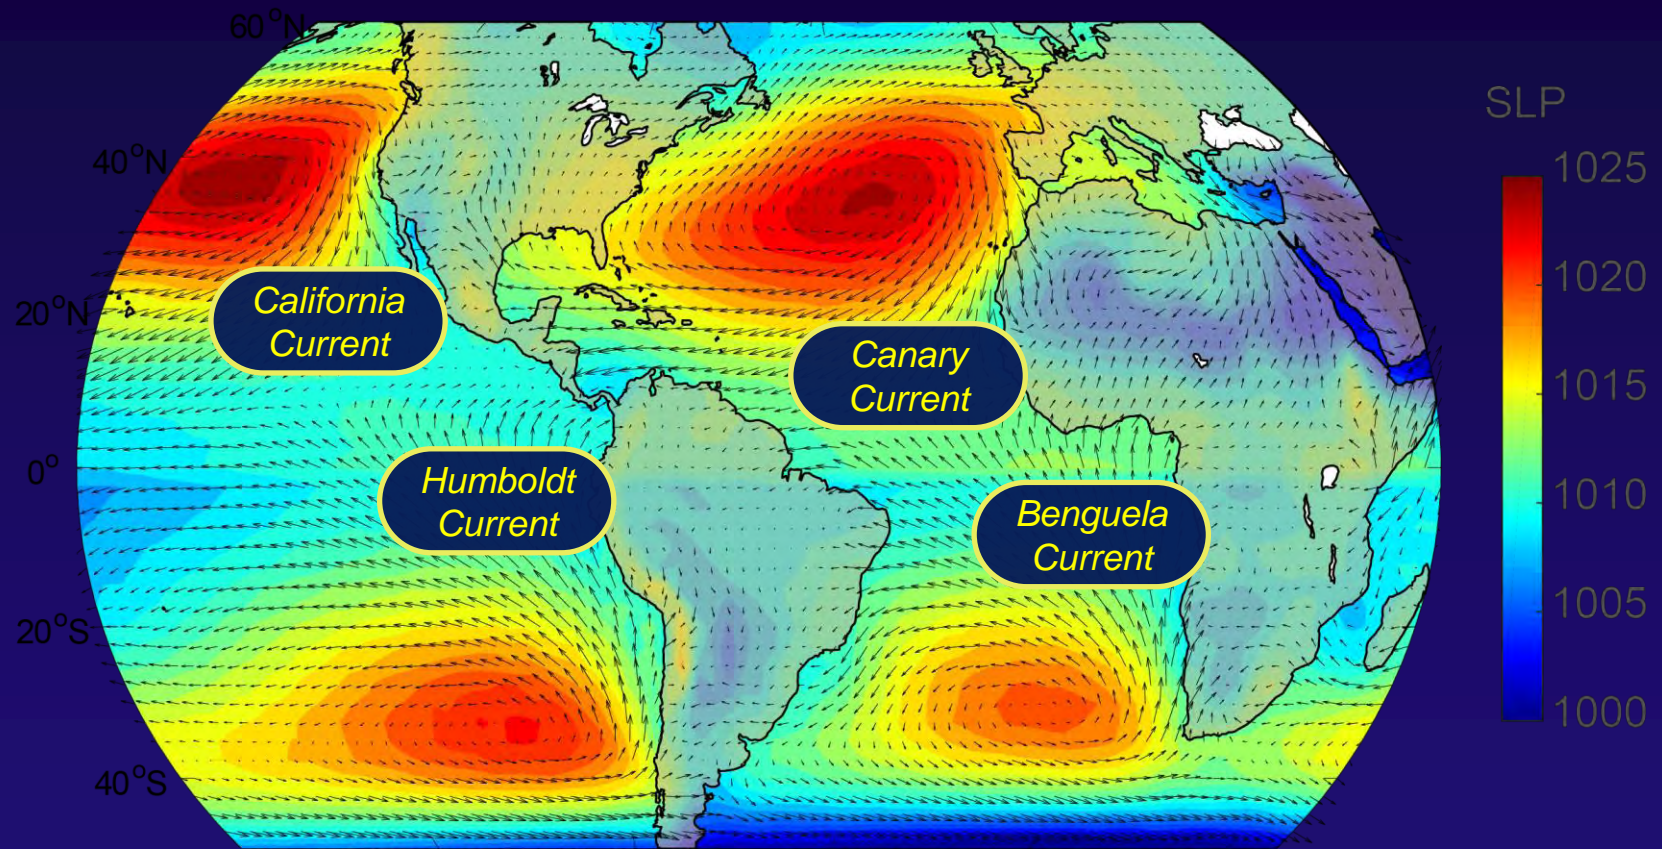 60°N
SLP
40°N
1025
1020
California
Current
20°N
Canary
Current
1015
Humboldt
Current
0°
1010
Benguela
Current
1005
20°S
1000
40°S